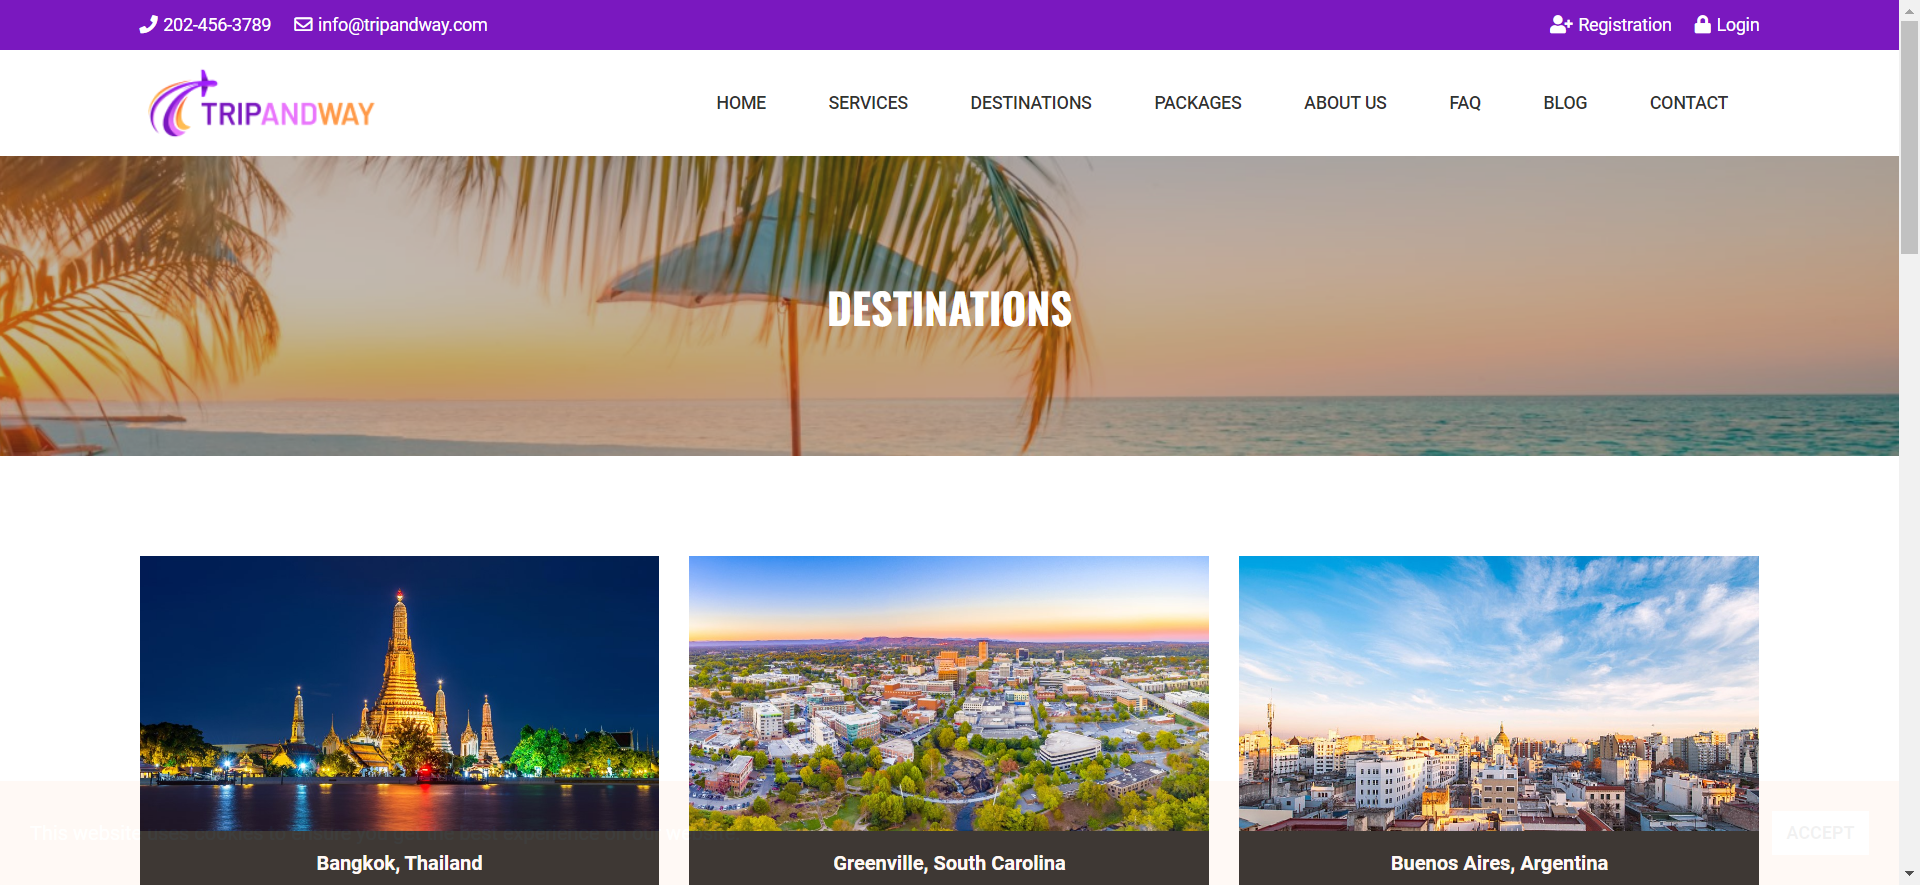 202-456-3789 info@tripandway.com Registration Login
TRIPANDWAY HOME SERVICES DESTINATIONS PACKAGES ABOUT US FAQ BLOG CONTACT
DESTINATIONS
This website
ACCEPT
Bangkok, Thailand Greenville, South Carolina Buenos Aires, Argentina